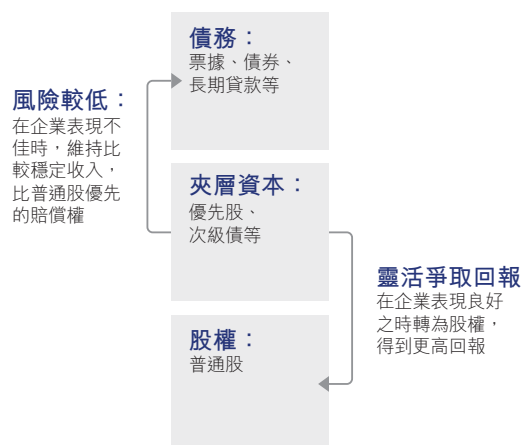 債務：
票據、債券、
長期貸款等
風險較低：
在企業表現不
佳時，維持比
較穩定收入，
比普通股優先
的賠償權
夾層資本：
優先股、
次級債等
靈活爭取回報
在企業表現良好
之時轉為股權，
得到更高回報
股權：
普通股